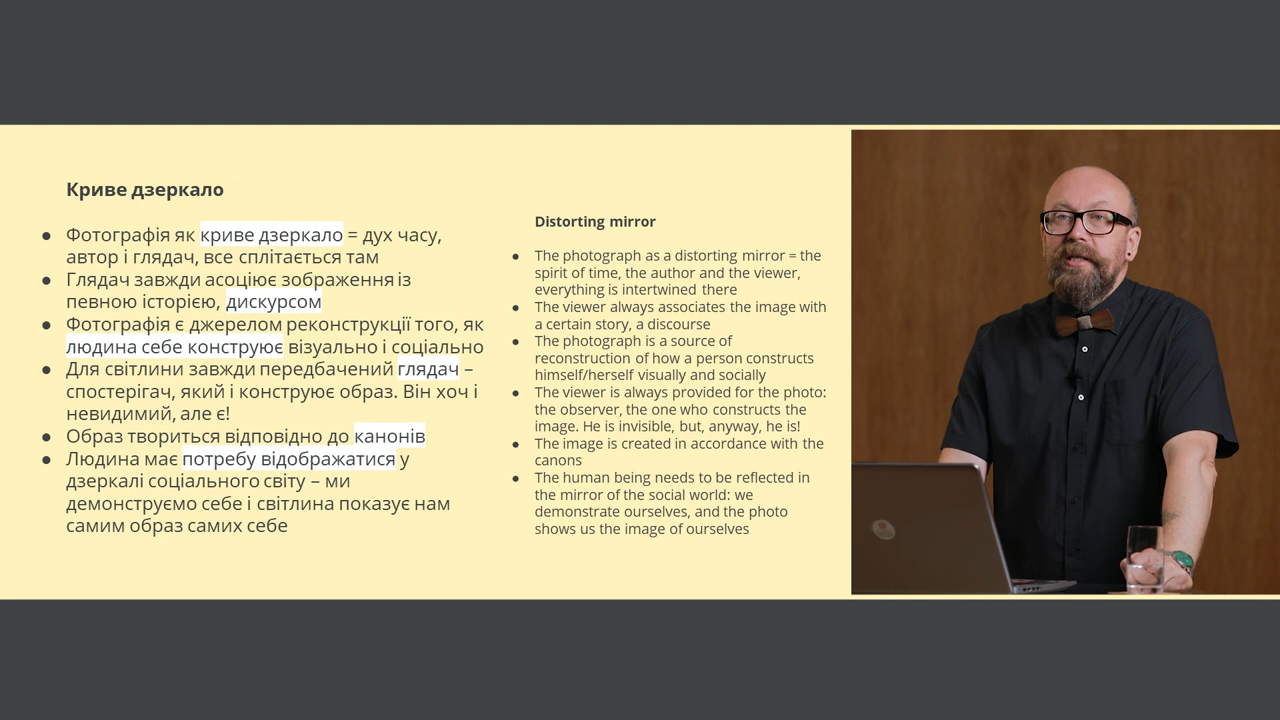 Криве дзеркало
● Фотографія як криве дзеркало = дух часу,
автор і глядач, все сплітається там
● Глядач завжди асоціює зображення із
певною історією, дискурсом
● Фотографія є джерелом реконструкції того, як
людина себе конструює візуально і соціально
● Для світлини завжди передбачений глядач –
спостерігач, який і конструює образ. Він хоч і
невидимий, але є!
● Образ твориться відповідно до канонів
● Людина має потребу відображатися у
дзеркалі соціального світу – ми
демонструємо себе і світлина показує нам
самим образ самих себе
Distorting mirror
● The photograph as a distorting mirror = the
spirit of time, the author and the viewer,
everything is intertwined there
● The viewer always associates the image with
a certain story, a discourse
● The photograph is a source of
reconstruction of how a person constructs
himself/herself visually and socially
● The viewer is always provided for the photo:
the observer, the one who constructs the
image. He is invisible, but, anyway, he is!
● The image is created in accordance with the
canons
● The human being needs to be reflected in
the mirror of the social world: we
demonstrate ourselves, and the photo
shows us the image of ourselves